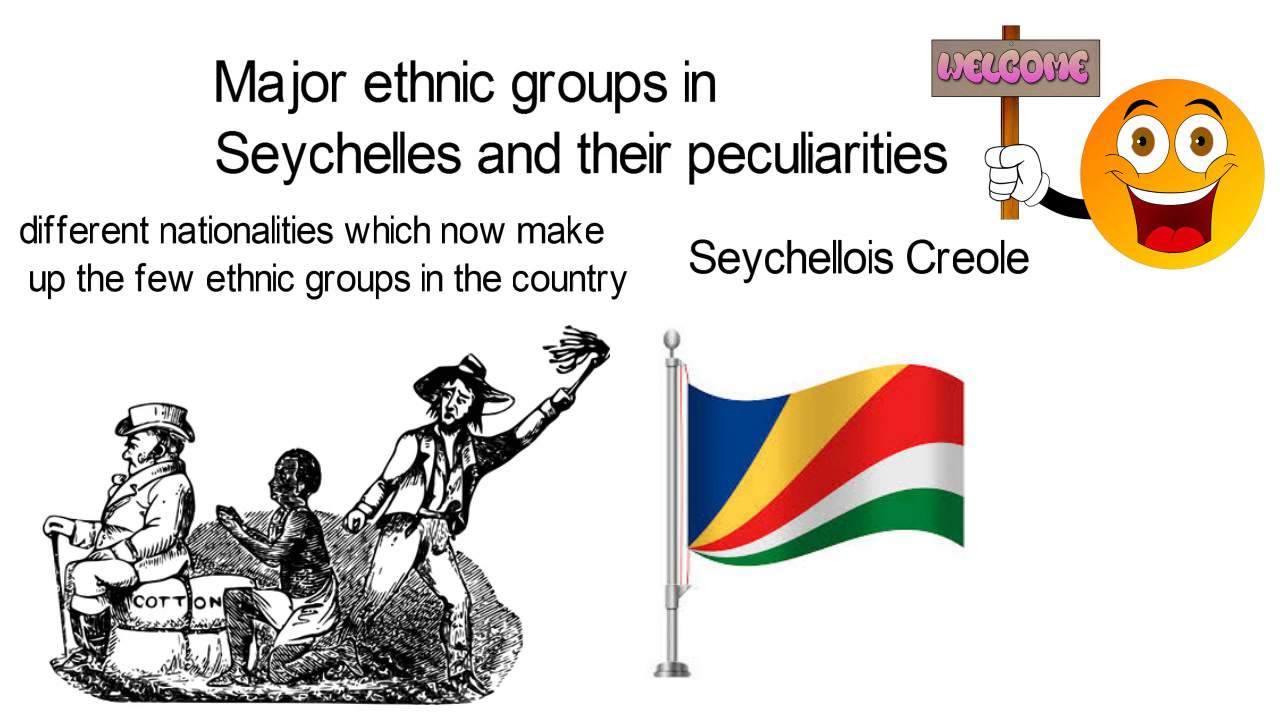 Major ethnic groups in
Seychelles and their peculiarities
WELCOME
different nationalities which now make
up the few ethnic groups in the country
Seychellois Creole
COTTON